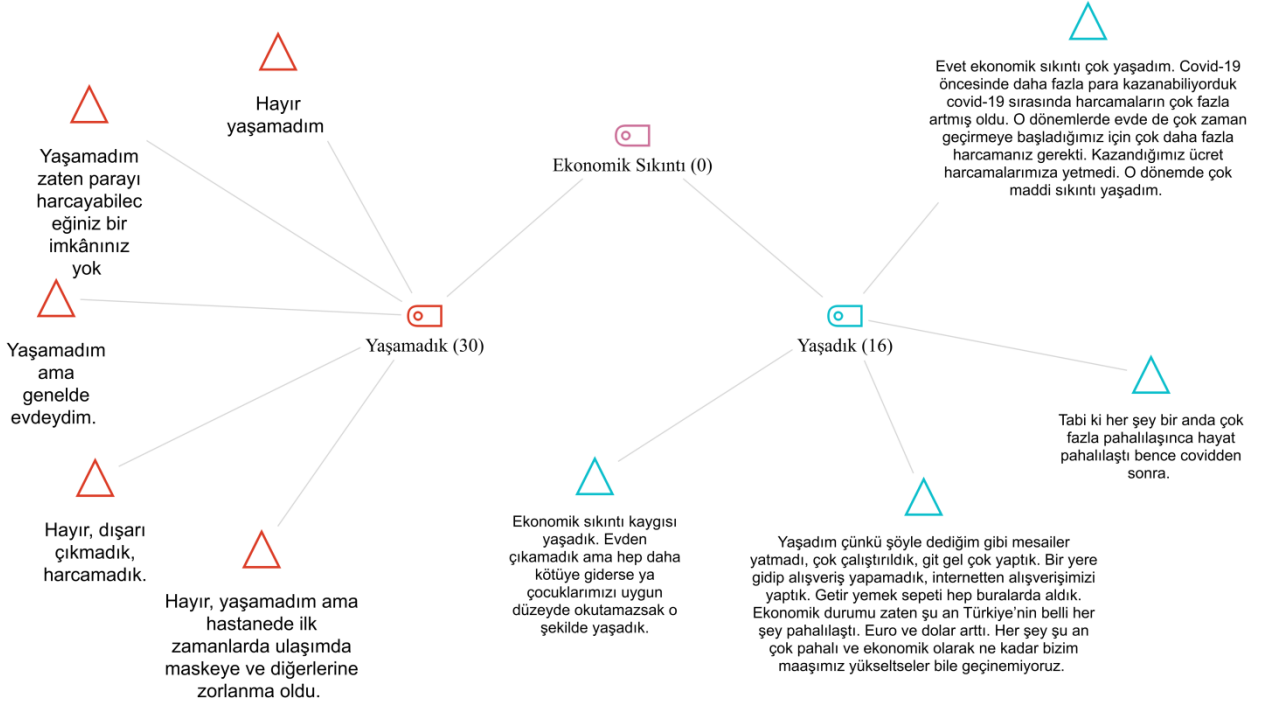 Ekonomik Sıkıntı (0)
Yaşamadık (30)
Hayır
yaşamadım
Yaşamadım
zaten parayı
harcayabilec
eğiniz bir
imkânınız
yok
Yaşamadım
ama
genelde
evdeydim.
Hayır, dışarı
çıkmadık,
harcamadık.
Hayır, yaşamadım ama
hastanede ilk
zamanlarda ulaşımda
maskeye ve diğerlerine
zorlanma oldu.
Yaşadık (16)
Evet ekonomik sıkıntı çok yaşadım. Covid-19
öncesinde daha fazla para kazanabiliyorduk
covid-19 sırasında harcamaların çok fazla
artmış oldu. O dönemlerde evde de çok zaman
geçirmeye başladığımız için çok daha fazla
harcamanız gerekti. Kazandığımız ücret
harcamalarımıza yetmedi. O dönemde çok
maddi sıkıntı yaşadım.
Tabi ki her şey bir anda çok
fazla pahalılaşınca hayat
pahalılaştı bence covidden
sonra.
Ekonomik sıkıntı kaygısı
yaşadık. Evden
çıkamadık ama hep daha
kötüye giderse ya
çocuklarımızı uygun
düzeyde okutamazsak o
şekilde yaşadık.
Yaşadım çünkü şöyle dediğim gibi mesailer
yatmadı, çok çalıştırıldık, git gel çok yaptık. Bir yere
gidip alışveriş yapamadık, internetten alışverişimizi
yaptık. Getir yemek sepeti hep buralarda aldık.
Ekonomik durumu zaten şu an Türkiye’nin belli her
şey pahalılaştı. Euro ve dolar arttı. Her şey şu an
çok pahalı ve ekonomik olarak ne kadar bizim
maaşımız yükseltseler bile geçinemiyoruz.